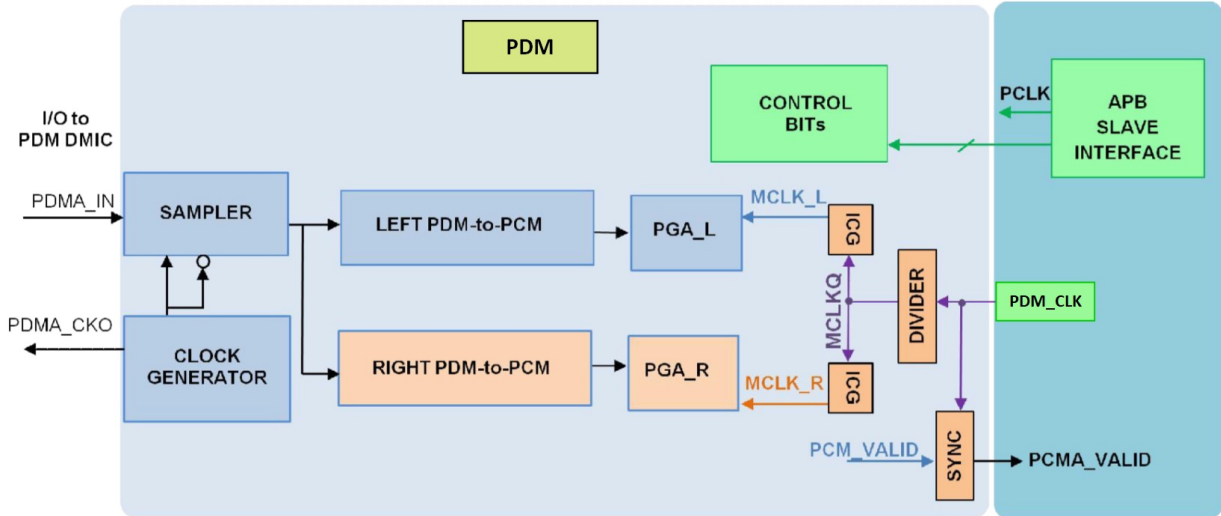 PDM
I/O to
PDM DMIC
PDMA_IN
SAMPLER
LEFT PDM-to-PCM
PGA_L
MCLK_L
ICG
CONTROL
BITs
PCLK
APB
SLAVE
INTERFACE
MCLKQ
DIVIDER
PDM_CLK
PDMA_CKO
CLOCK
GENERATOR
RIGHT PDM-to-PCM
PGA_R
MCLK_R
ICG
PCM_VALID
SYNC
PCMA_VALID